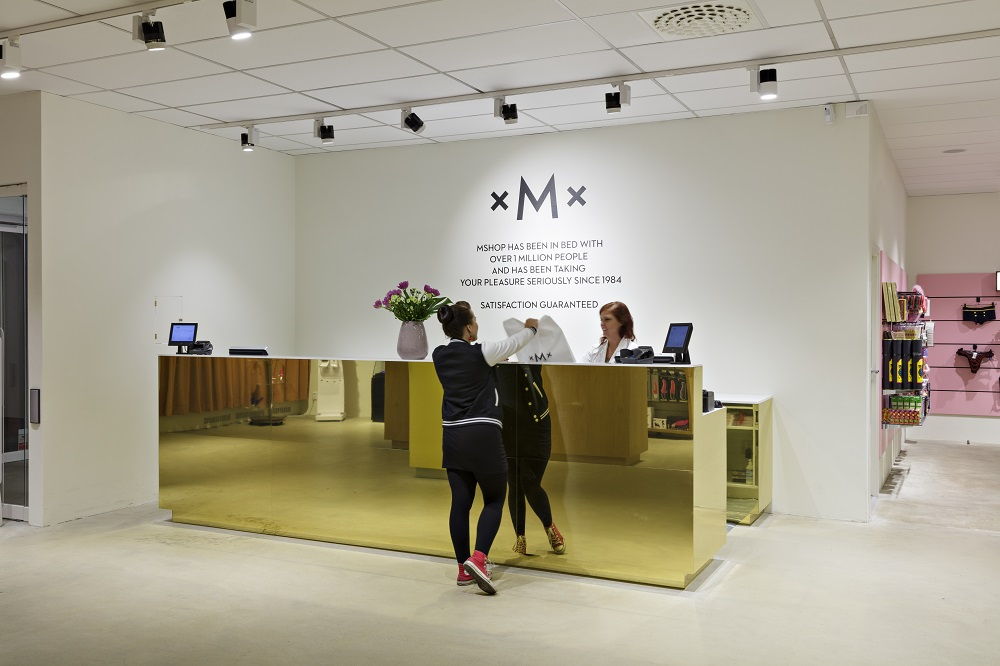 ×M×
MSHOP HAS BEEN IN BED WITH
OVER 1 MILLION PEOPLE
AND HAS BEEN TAKING
YOUR PLEASURE SERIOUSLY SINCE 1984
SATISFACTION GUARANTEED
×M×